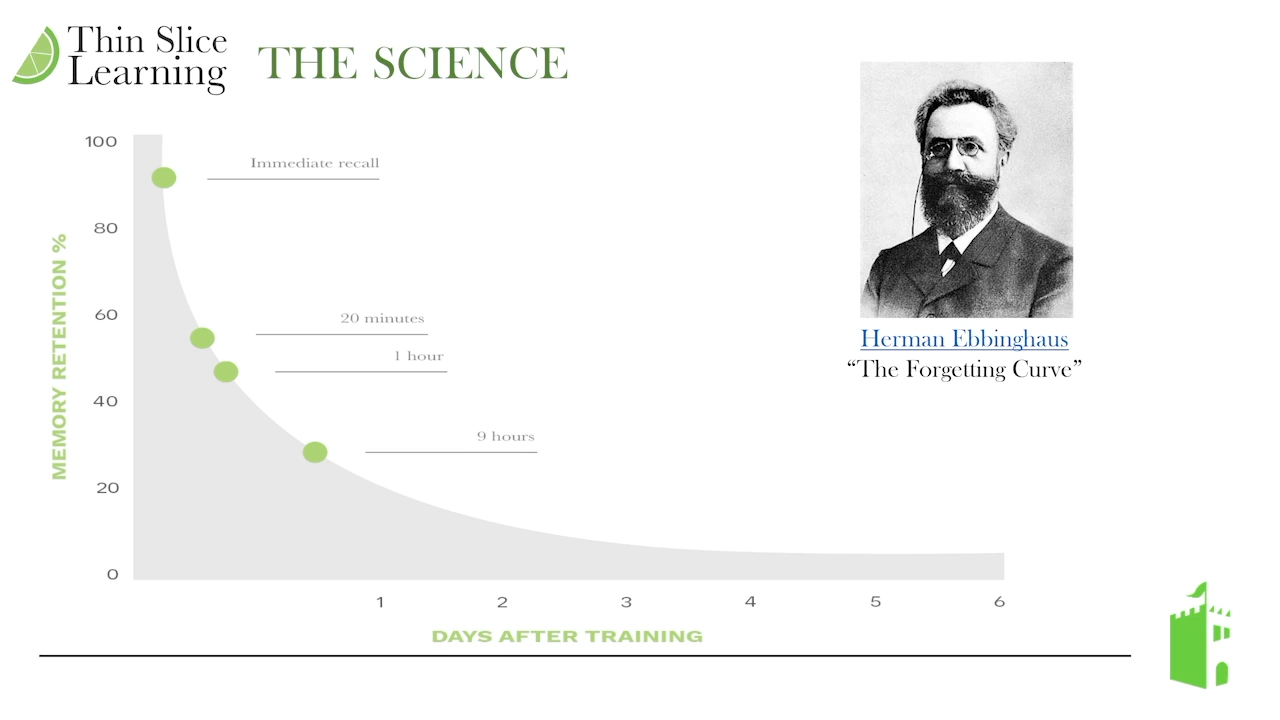 Thin Slice
Learning
THE SCIENCE
100
80
60
40
20
0
MEMORY RETENTION %
Immediate recall
20 minutes
1 hour
9 hours
1
2
3
4
5
6
DAYS AFTER TRAINING
Herman Ebbinghaus
“The Forgetting Curve”